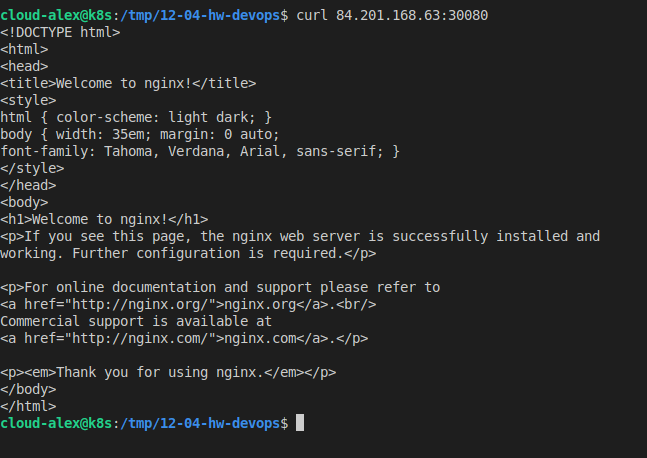 cloud-alex@k8s:/tmp/12-04-hw-devops$ curl 84.201.168.63:30080
<!DOCTYPE html>
<html>
<head>
<title>Welcome to nginx!</title>
<style>
html { color-scheme: light dark; }
body { width: 35em; margin: 0 auto;
font-family: Tahoma, Verdana, Arial, sans-serif; }
</style>
</head>
<body>
<h1>Welcome to nginx!</h1>
<p>If you see this page, the nginx web server is successfully installed and
working. Further configuration is required.</p>

<p>For online documentation and support please refer to
<a href="http://nginx.org/">nginx.org</a>.<br/>
Commercial support is available at
<a href="http://nginx.com/">nginx.com</a>.</p>

<p><em>Thank you for using nginx.</em></p>
</body>
</html>
cloud-alex@k8s:/tmp/12-04-hw-devops$